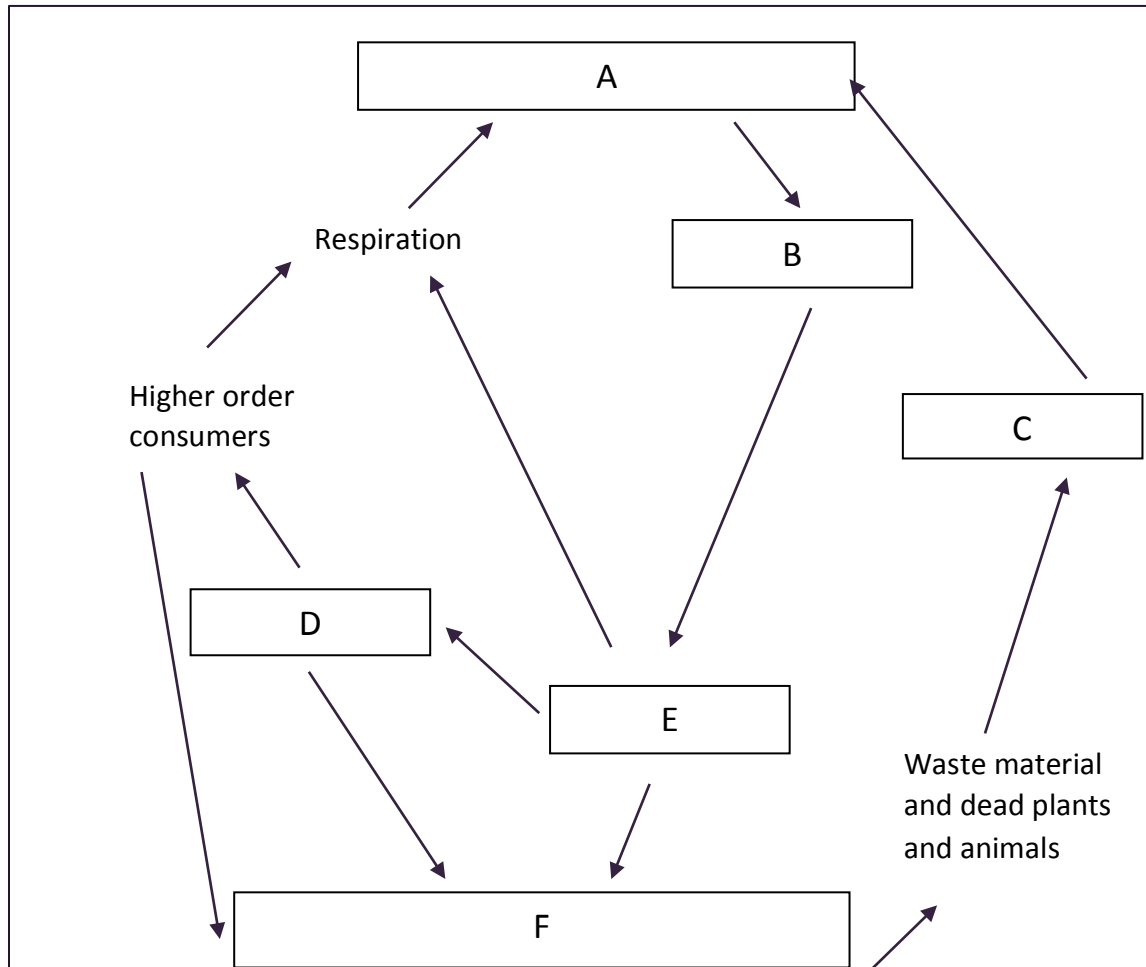 A
Respiration
B
Higher order
consumers
C
D
E
Waste material
and dead plants
and animals
F